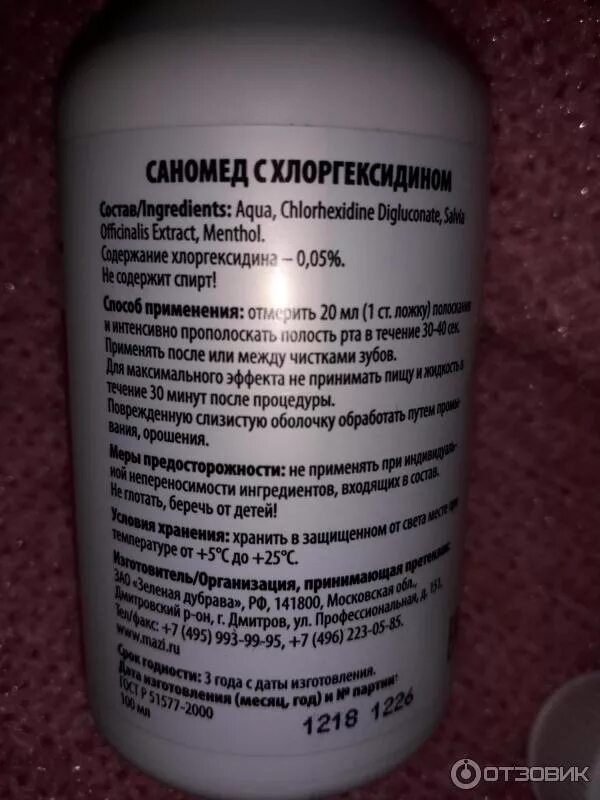 САНОМЕД С ХЛОРГЕКСИДИНОМ
Состав/Ingredients: Aqua, Chlorhexidine Digluconate, Salvia
Officinalis Extract, Menthol.
Содержание хлоргексидина – 0,05%.
Не содержит спирт!
Способ применения: отмерить 20 мл (1 ст. ложку) полоскани
и интенсивно прополоскать полость рта в течение 30-40 сек.
Применять после или между чистками зубов.
Для максимального эффекта не принимать пищу и жидкость в
течение 30 минут после процедуры.
Поврежденную слизистую оболочку обработать путем промы-
вания, орошения.
Меры предосторожности: не применять при индивидуаль-
ной непереносимости ингредиентов, входящих в состав.
Не глотать, беречь от детей!
Условия хранения: хранить в защищенном от света месте при
температуре от +5°С до +25°С.
Изготовитель/Организация, принимающая претензии:
ЗАО «Зеленая дубрава», РФ, 141800, Московская обл.,
Дмитровский р-он, г. Дмитров, ул. Профессиональная, д. 151.
Тел/факс: +7 (495) 993-99-95, +7 (496) 223-05-85.
www.mazi.ru
Срок годности: 3 года с даты изготовления.
Дата изготовления (месяц, год) и № партии:
ГОСТ Р 51577-2000
100 мл
1218 1226
ОТЗОВИК